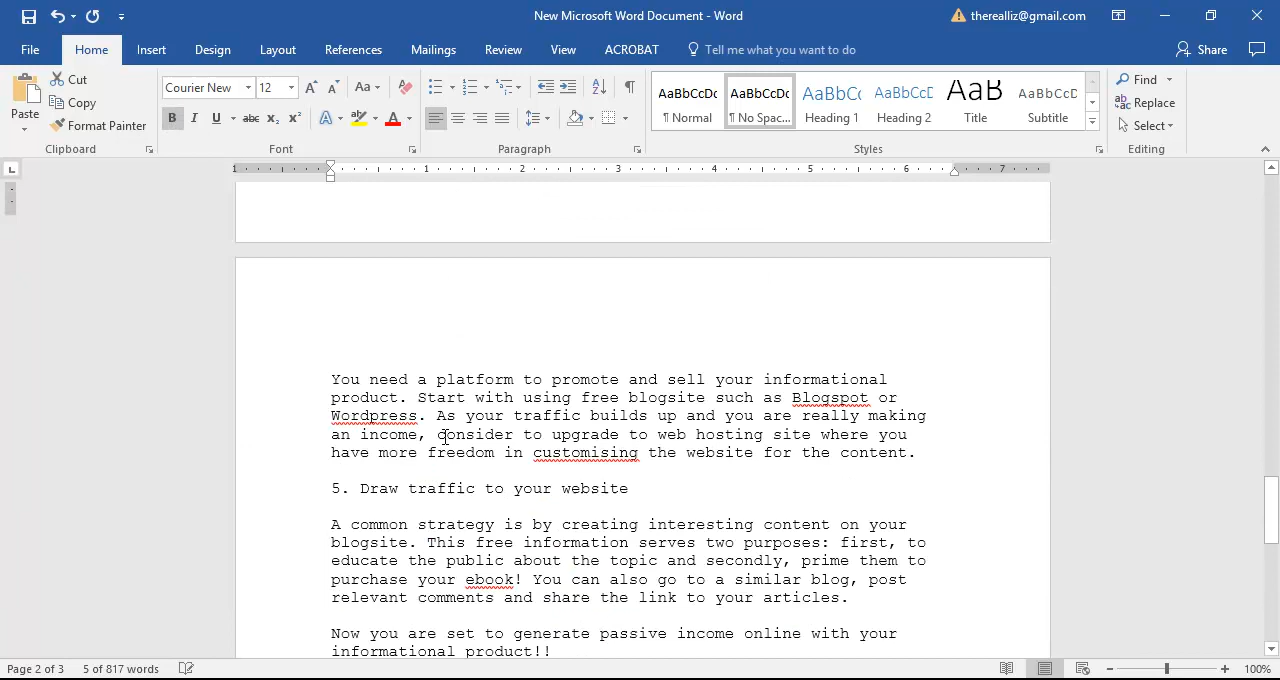 New Microsoft Word Document - Word
therealliz@gmail.com
File Home Insert Design Layout References Mailings Review View ACROBAT Tell me what you want to do Share
Paste
Cut
Copy
Format Painter
Clipboard
Courier New 12
Font
Paragraph
AaBbCcDc AaBbCcDc AaBbCc AaBbCcD AaB AaBbCcD
¶ Normal ¶ No Spac... Heading 1 Heading 2 Title Subtitle
Styles
Find
Replace
Select
Editing
1 1 2 3 4 5 6 7
You need a platform to promote and sell your informational
product. Start with using free blogsite such as Blogspot or
Wordpress. As your traffic builds up and you are really making
an income, consider to upgrade to web hosting site where you
have more freedom in customising the website for the content.
5. Draw traffic to your website
A common strategy is by creating interesting content on your
blogsite. This free information serves two purposes: first, to
educate the public about the topic and secondly, prime them to
purchase your ebook! You can also go to a similar blog, post
relevant comments and share the link to your articles.
Now you are set to generate passive income online with your
informational product!!
Page 2 of 3 5 of 817 words 100%